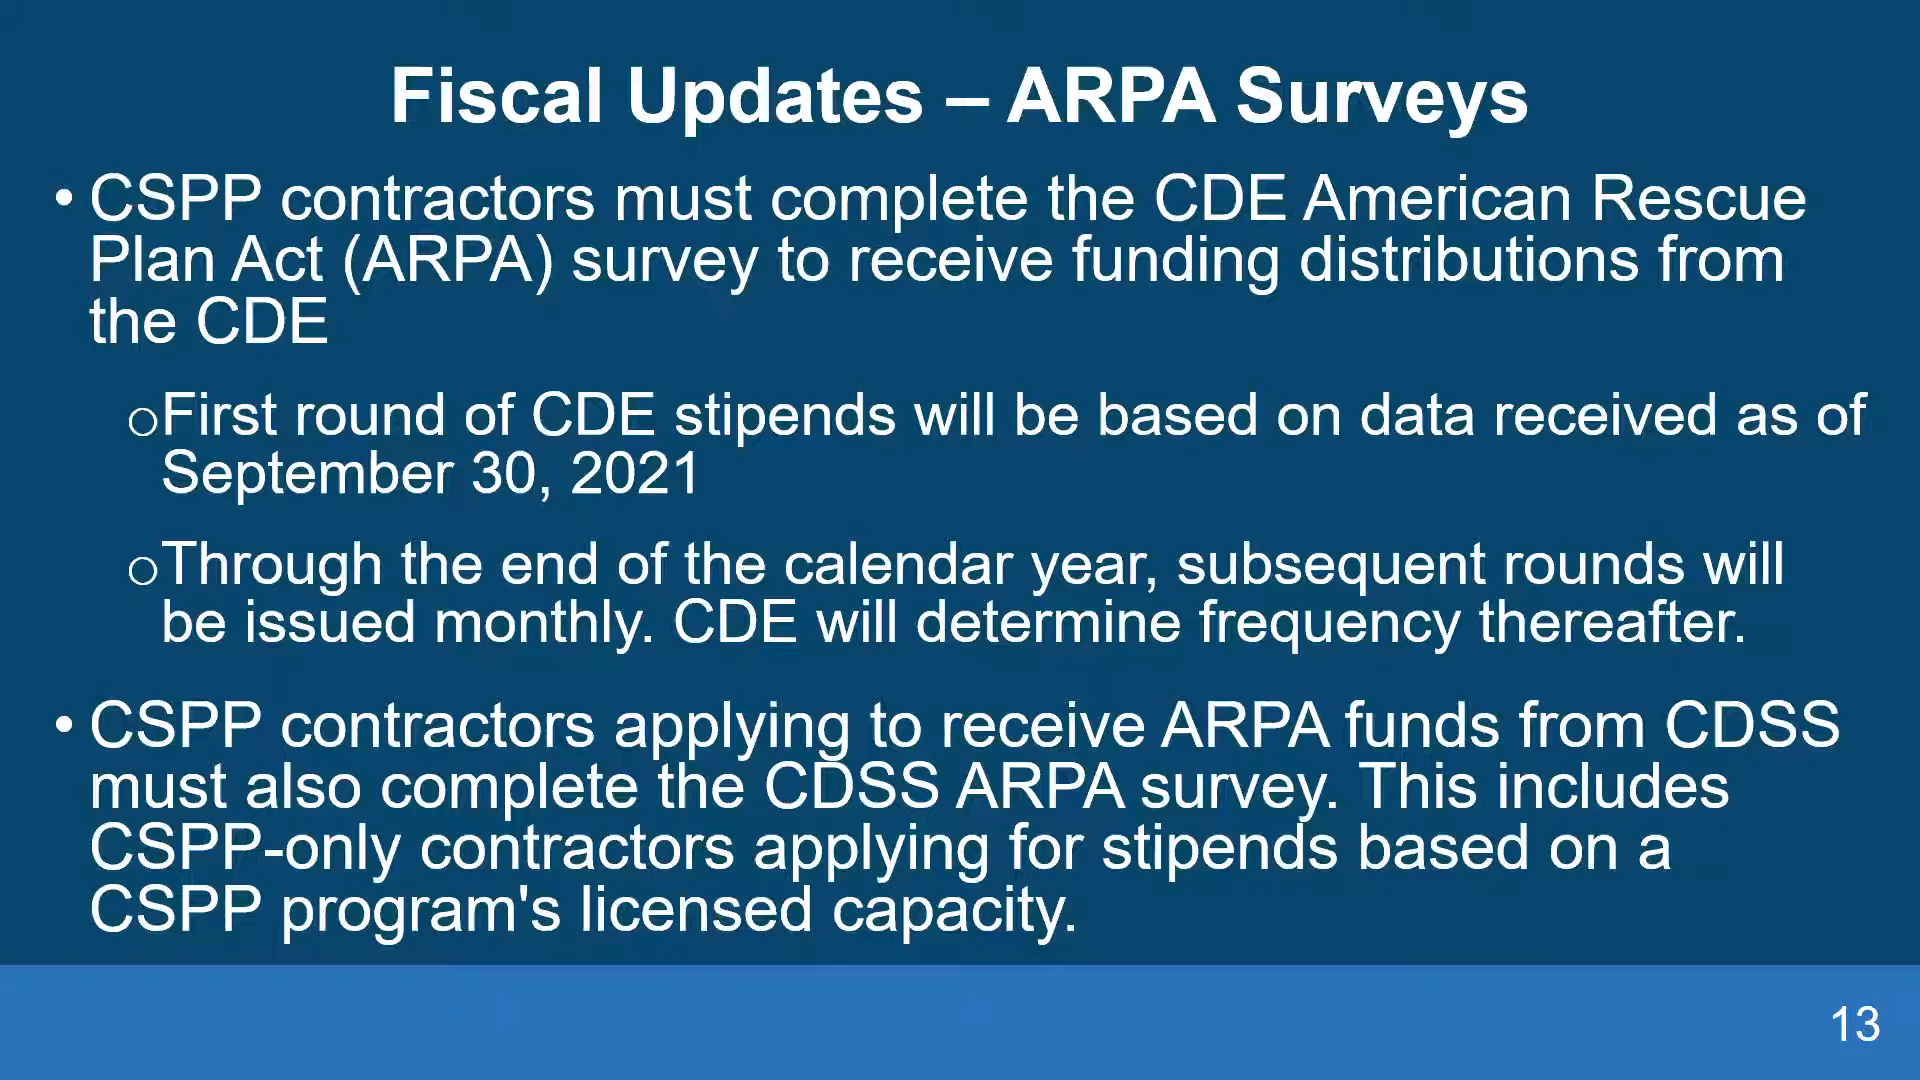 Fiscal Updates – ARPA Surveys
• CSPP contractors must complete the CDE American Rescue
Plan Act (ARPA) survey to receive funding distributions from
the CDE
oFirst round of CDE stipends will be based on data received as of
September 30, 2021
oThrough the end of the calendar year, subsequent rounds will
be issued monthly. CDE will determine frequency thereafter.
• CSPP contractors applying to receive ARPA funds from CDSS
must also complete the CDSS ARPA survey. This includes
CSPP-only contractors applying for stipends based on a
CSPP program's licensed capacity.
13